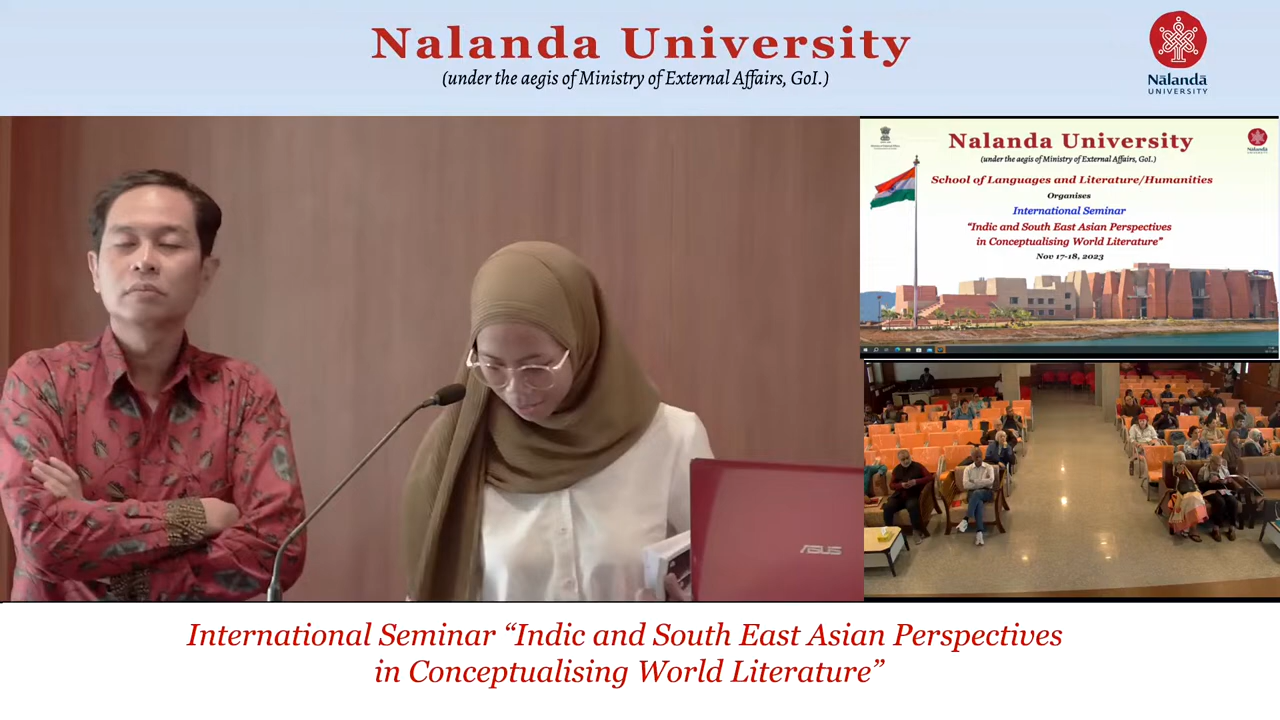 Nalanda University
(under the aegis of Ministry of External Affairs, GoI.)
Nālandā
UNIVERSITY
Nalanda University
(under the aegis of Ministry of External Affairs, GoI.)
School of Languages and Literature/Humanities
Organises
International Seminar
“Indic and South East Asian Perspectives
in Conceptualising World Literature”
Nov 17-18, 2023
ASUS
International Seminar “Indic and South East Asian Perspectives
in Conceptualising World Literature”